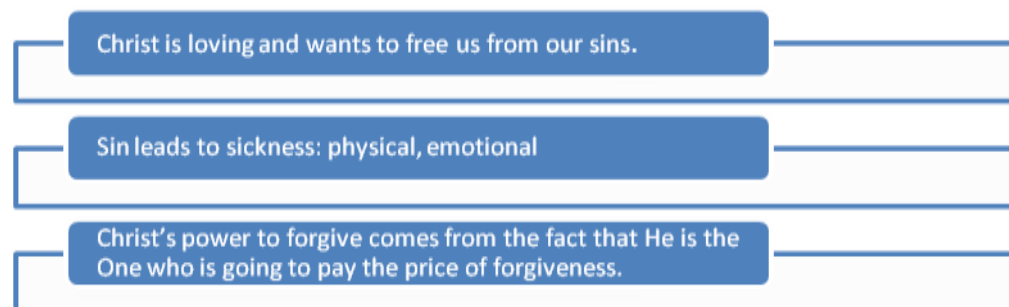 Christ is loving and wants to free us from our sins.
Sin leads to sickness: physical, emotional
Christ’s power to forgive comes from the fact that He is the
One who is going to pay the price of forgiveness.